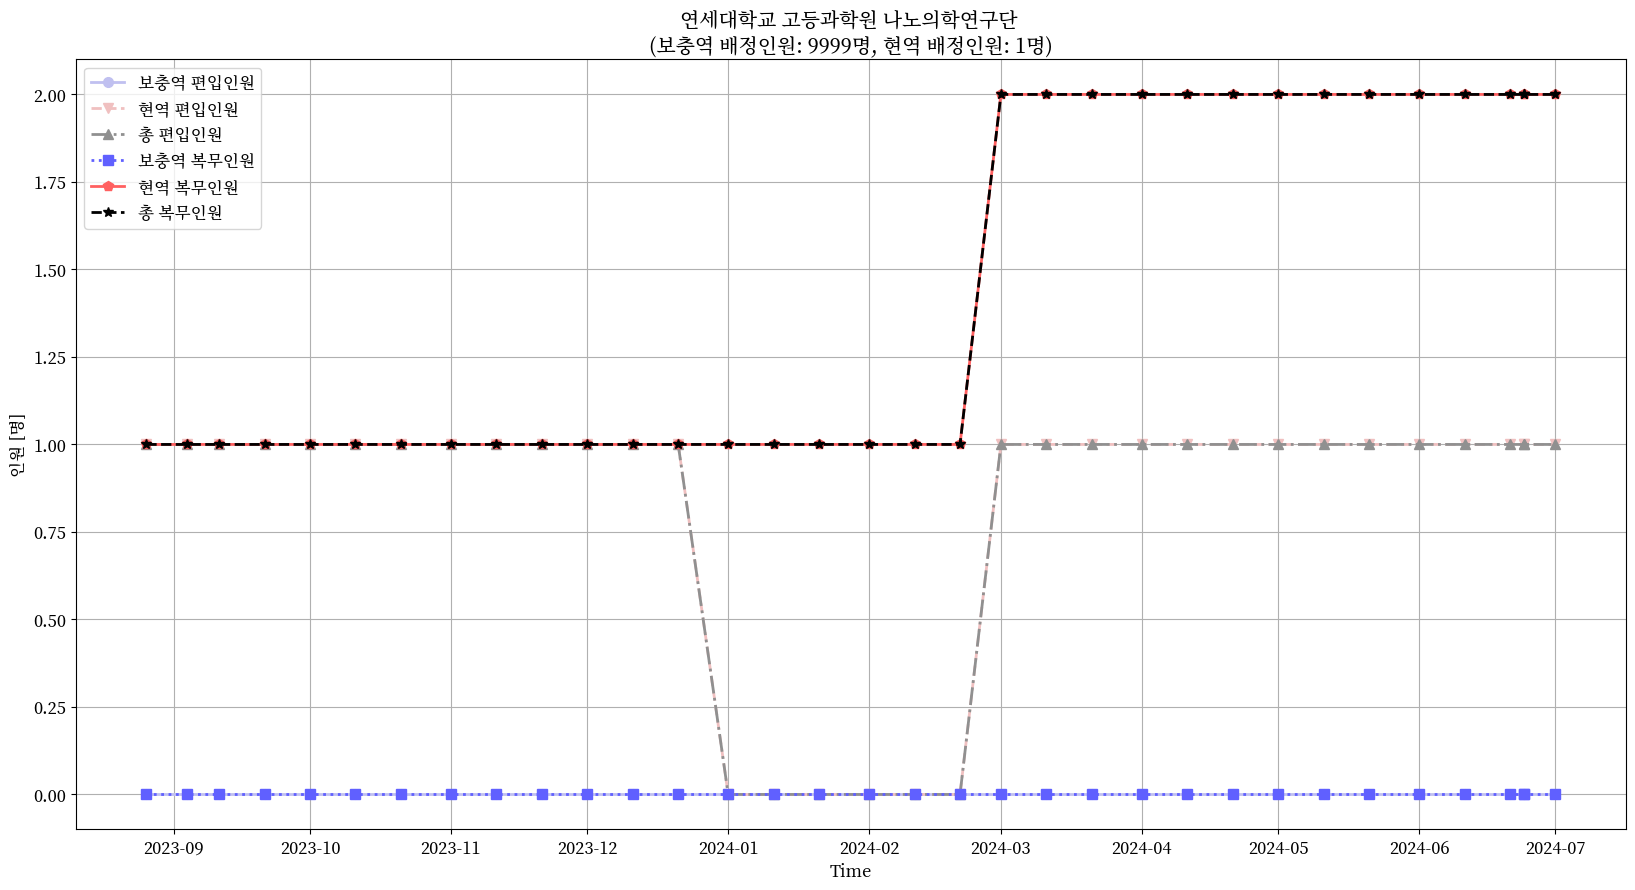 연세대학교 고등과학원 나노의학연구단
(보충역 배정인원: 9999명, 현역 배정인원: 1명)
보충역 편입인원
현역 편입인원
총 편입인원
보충역 복무인원
현역 복무인원
총 복무인원
인원 [명]
2.00
1.75
1.50
1.25
1.00
0.75
0.50
0.25
0.00
2023-09 2023-10 2023-11 2023-12 2024-01 2024-02 2024-03 2024-04 2024-05 2024-06 2024-07
Time